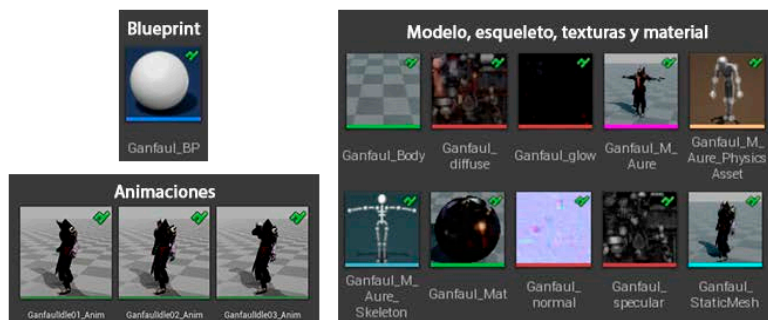 Blueprint
Ganfaul_BP
Animaciones
GanfaulIdle01_Anim
GanfaulIdle02_Anim
GanfaulIdle03_Anim
Modelo, esqueleto, texturas y material
Ganfaul_Body
Ganfaul_
diffuse
Ganfaul_glow
Ganfaul_M_
Aure
Ganfaul_M_
Aure_Physics
Asset
Ganfaul_M_
Aure_
Skeleton
Ganfaul_Mat
Ganfaul_
normal
Ganfaul_
specular
Ganfaul_
StaticMesh